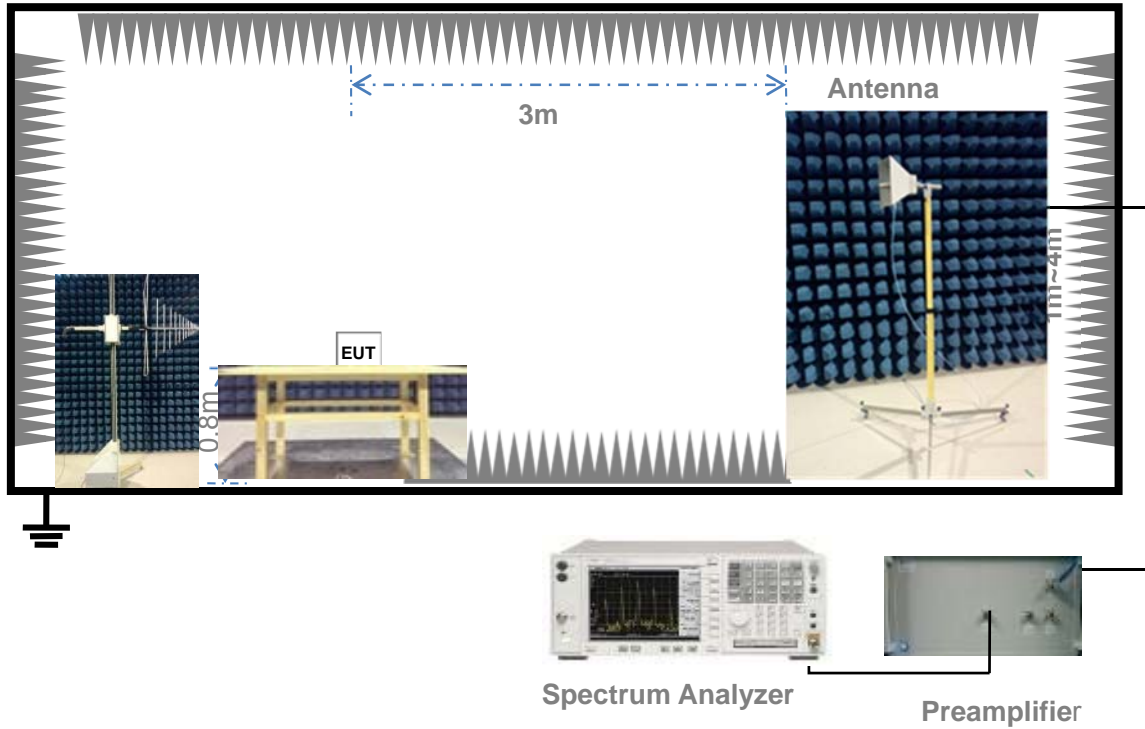 Antenna
3m
1m~4m
EUT
0.8m
Spectrum Analyzer
Preamplifier